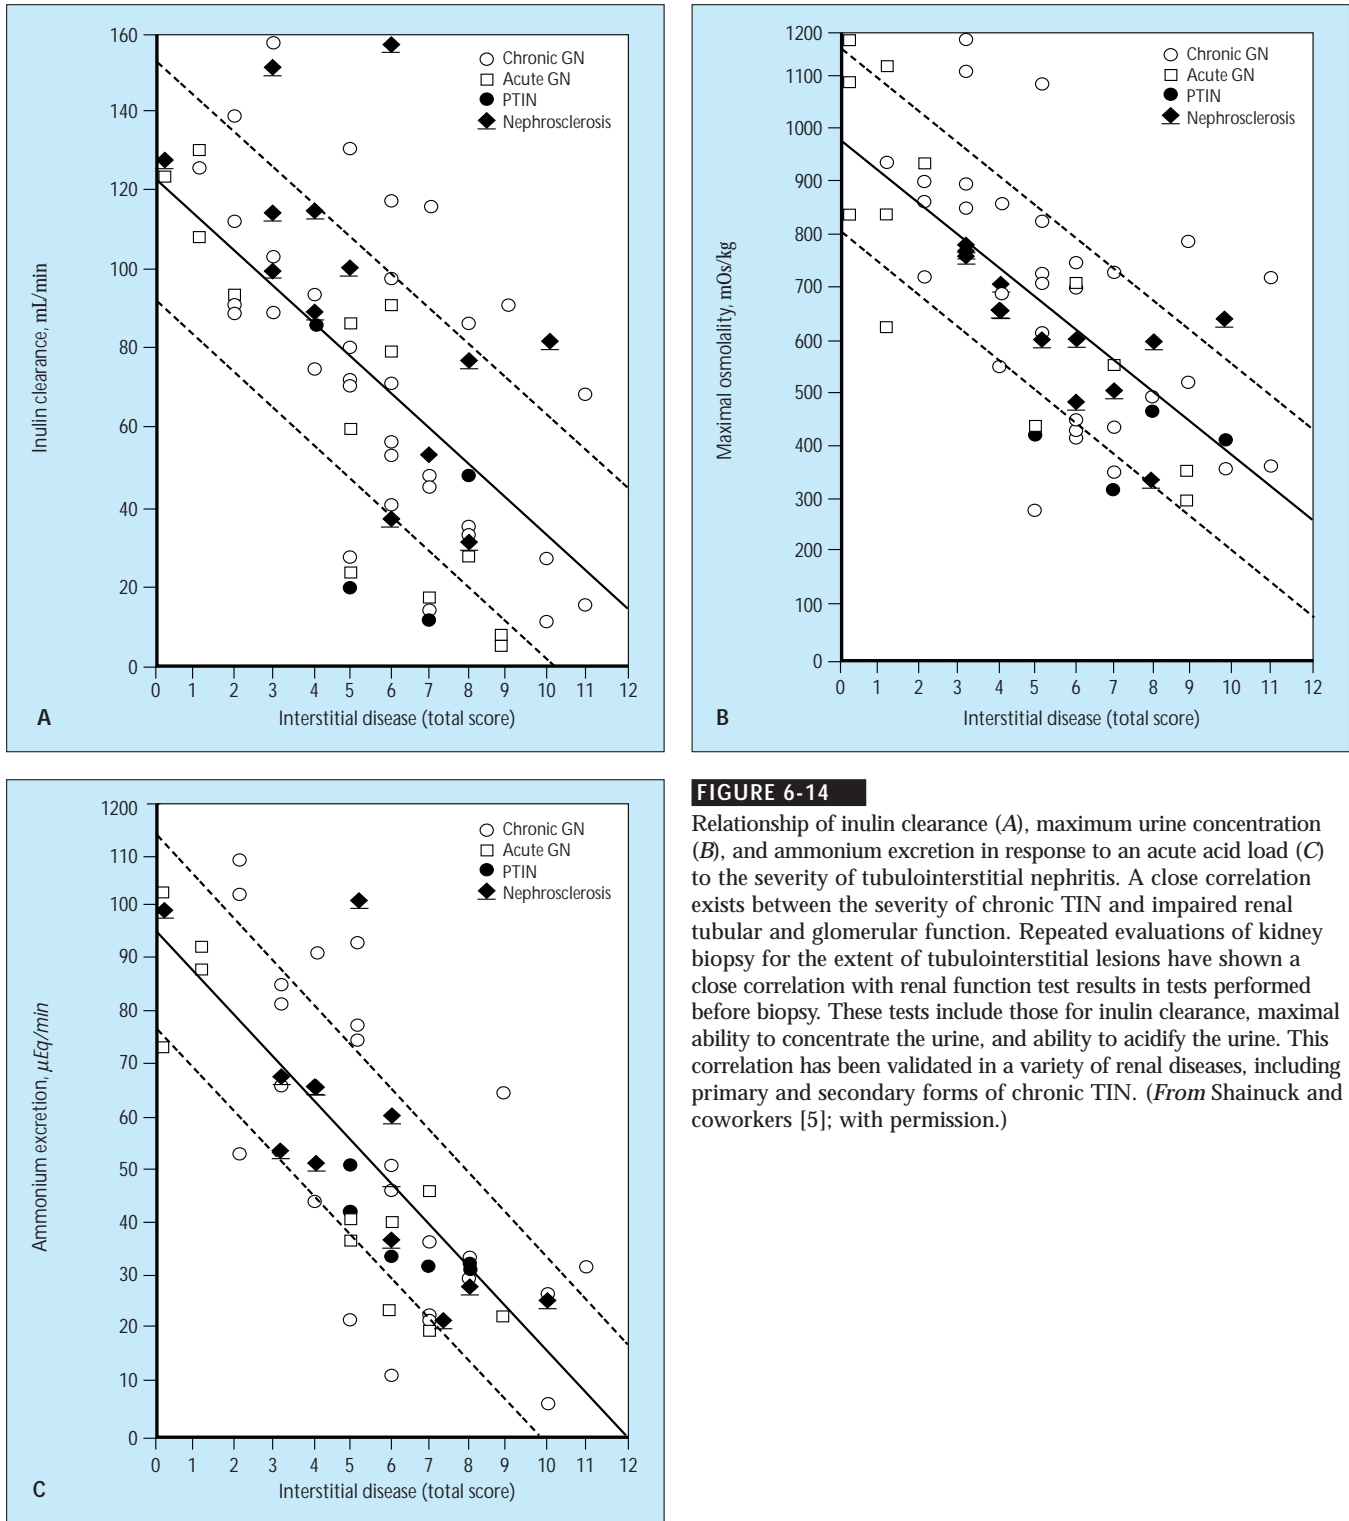 160
140
120
100
80
60
40
20
0
Inulin clearance, mL/min
Chronic GN
Acute GN
PTIN
Nephrosclerosis
0 1 2 3 4 5 6 7 8 9 10 11 12
A
Interstitial disease (total score)
1200
1100
1000
900
800
700
600
500
400
300
200
100
0
Maximal osmolality, mOs/kg
Chronic GN
Acute GN
PTIN
Nephrosclerosis
0 1 2 3 4 5 6 7 8 9 10 11 12
B
Interstitial disease (total score)
1200
110
100
90
80
70
60
50
40
30
20
10
0
Ammonium excretion, µEq/min
Chronic GN
Acute GN
PTIN
Nephrosclerosis
0 1 2 3 4 5 6 7 8 9 10 11 12
C
Interstitial disease (total score)
FIGURE 6-14
Relationship of inulin clearance (A), maximum urine concentration
(B), and ammonium excretion in response to an acute acid load (C)
to the severity of tubulointerstitial nephritis. A close correlation
exists between the severity of chronic TIN and impaired renal
tubular and glomerular function. Repeated evaluations of kidney
biopsy for the extent of tubulointerstitial lesions have shown a
close correlation with renal function test results in tests performed
before biopsy. These tests include those for inulin clearance, maximal
ability to concentrate the urine, and ability to acidify the urine. This
correlation has been validated in a variety of renal diseases, including
primary and secondary forms of chronic TIN. (From Shainuck and
coworkers [5]; with permission.)